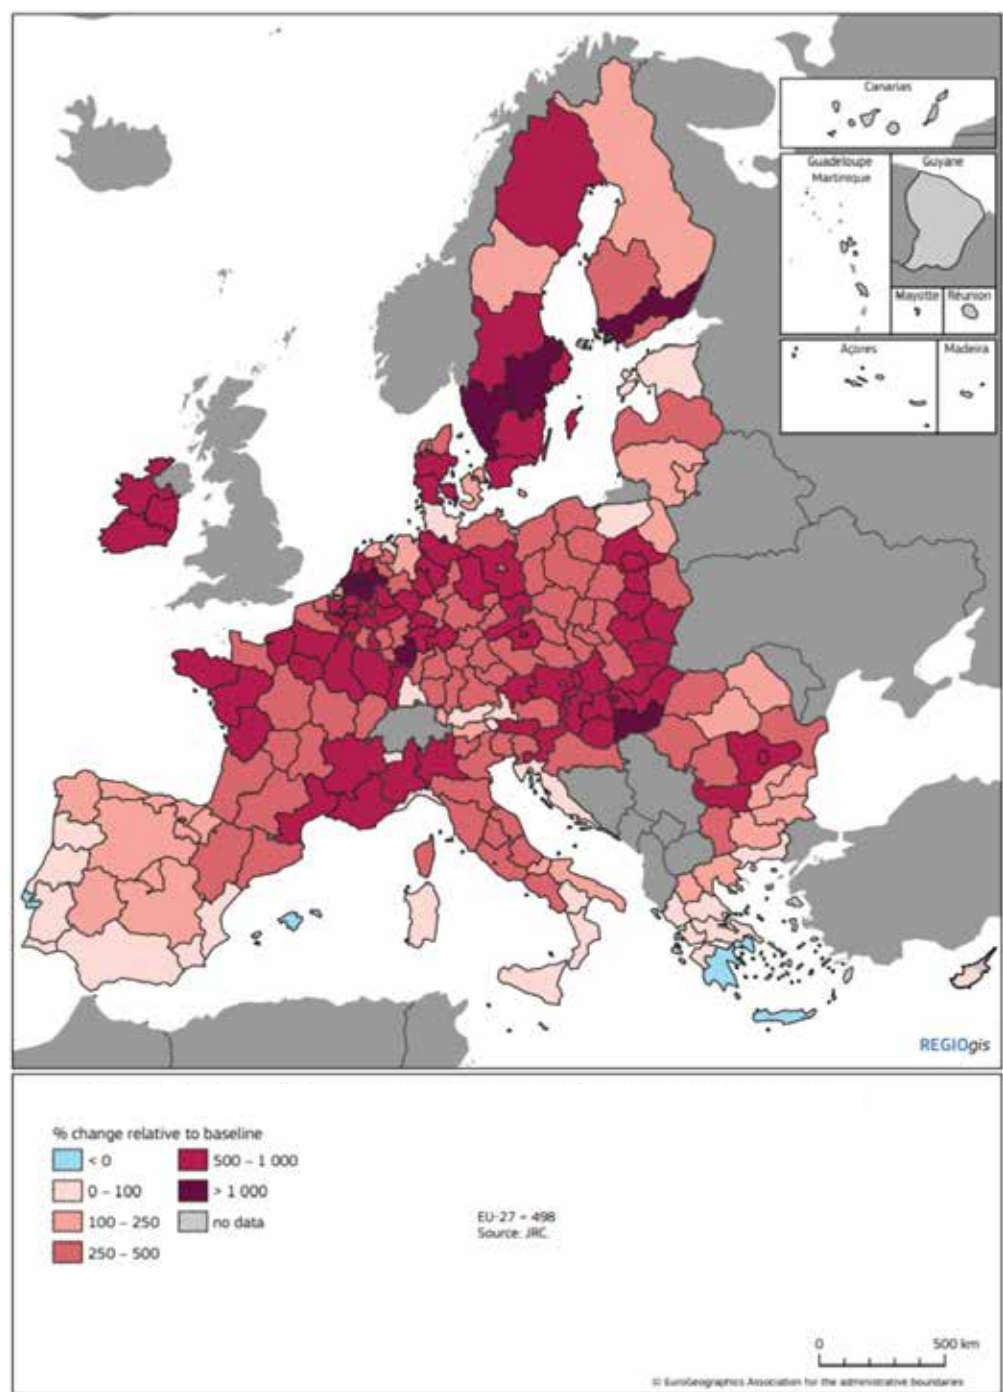 Canarias
Guadeloupe
Martinique
Guyane
Mayotte
Réunion
Açores
Madeira
REGIOgis
% change relative to baseline
< 0
0 – 100
100 – 250
250 – 500
500 – 1 000
> 1 000
no data
EU-27 = 498
Source: JRC.
0 500 km
© EuroGeographics Association for the administrative boundaries